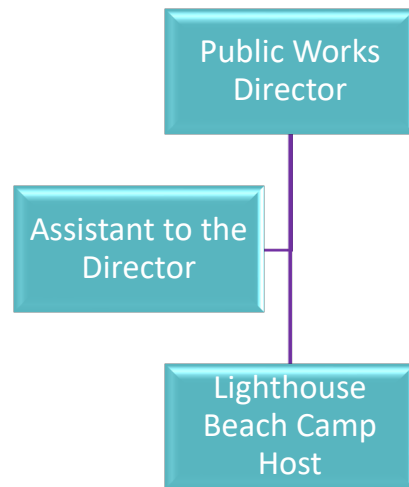 Public Works
Director
Assistant to the
Director
Lighthouse
Beach Camp
Host